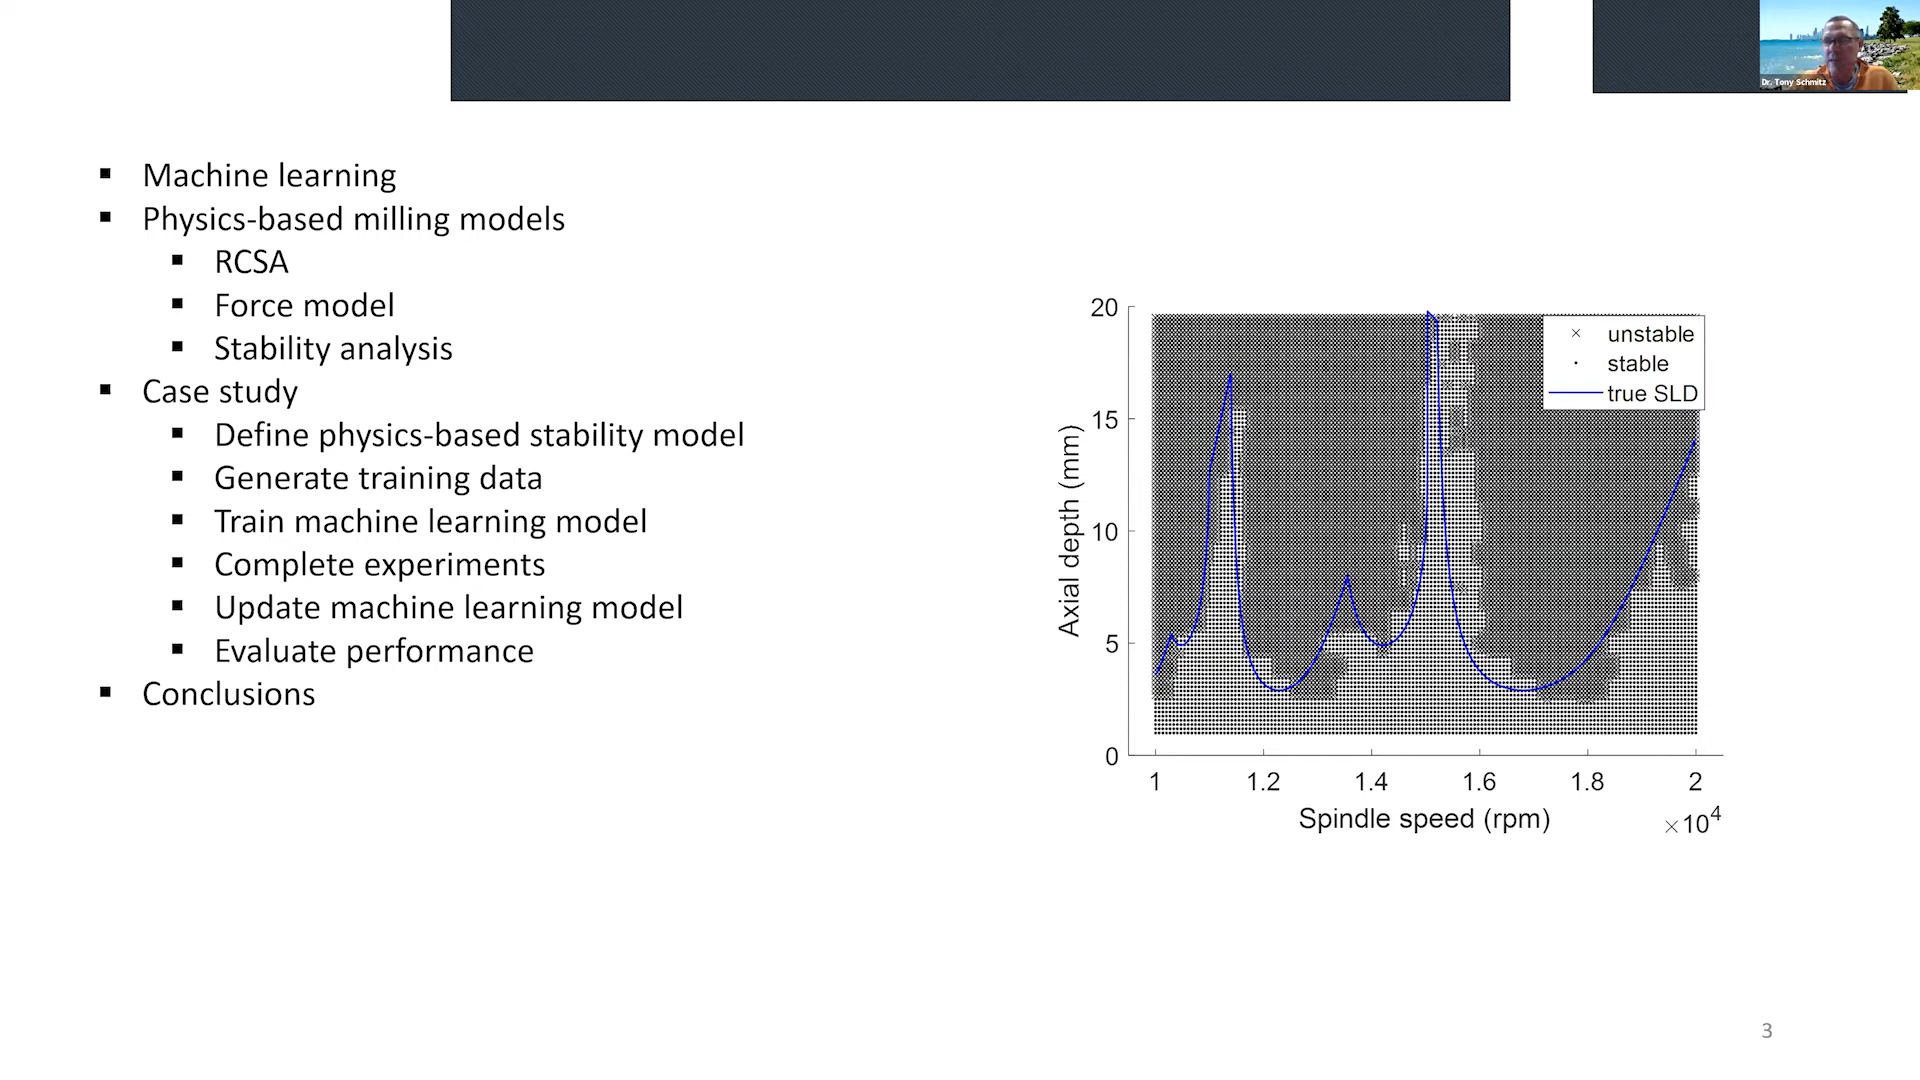 Dr. Tony Schmitz
Machine learning
Physics-based milling models
RCSA
Force model
Stability analysis
Case study
Define physics-based stability model
Generate training data
Train machine learning model
Complete experiments
Update machine learning model
Evaluate performance
Conclusions
20
15
10
5
0
Axial depth (mm)
unstable
stable
true SLD
1 1.2 1.4 1.6 1.8 2
Spindle speed (rpm)
×10⁴
3